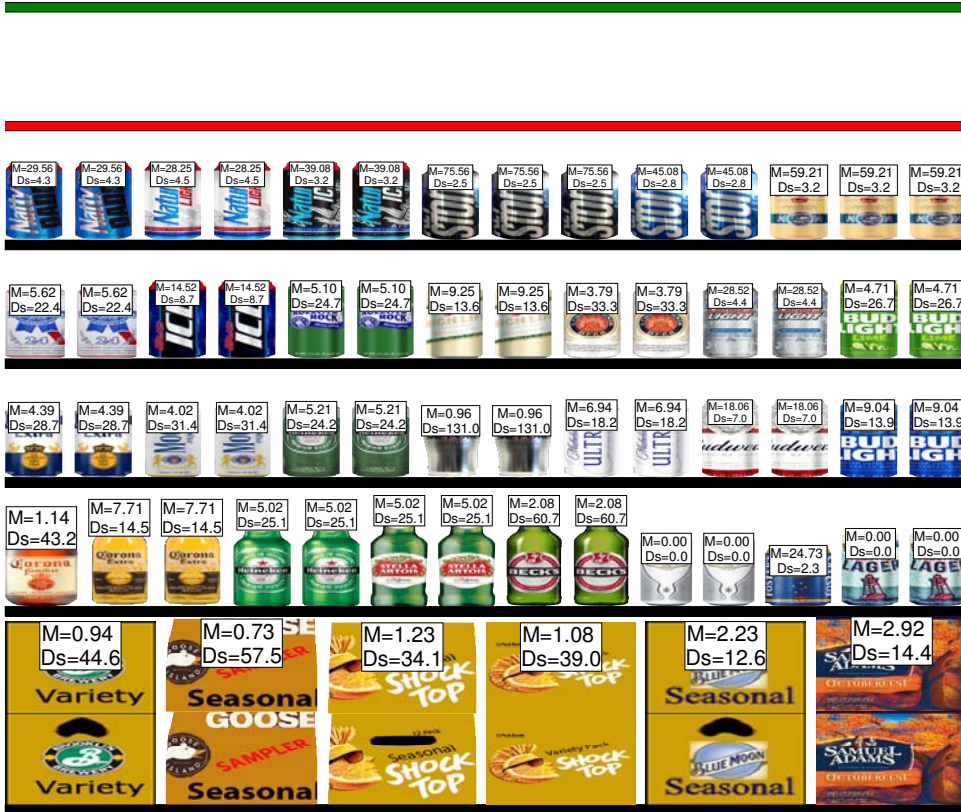 M=29.56 M=29.56 M=28.25 M=28.25 M=39.08 M=39.08 M=75.56 M=75.56 M=75.56 M=45.08 M=45.08 M=59.21 M=59.21 M=59.21
Ds=4.3 Ds=4.3 Ds=4.5 Ds=4.5 Ds=3.2 Ds=3.2 Ds=2.5 Ds=2.5 Ds=2.5 Ds=2.8 Ds=2.8 Ds=3.2 Ds=3.2 Ds=3.2
M=5.62 M=5.62 M=14.52 M=14.52 M=5.10 M=5.10 M=9.25 M=9.25 M=3.79 M=3.79 M=28.52 M=28.52 M=4.71 M=4.71
Ds=22.4 Ds=22.4 Ds=8.7 Ds=8.7 Ds=24.7 Ds=24.7 Ds=13.6 Ds=13.6 Ds=33.3 Ds=33.3 Ds=4.4 Ds=4.4 Ds=26.7 Ds=26.7
ICE ICE ROCK ROCK LIGHT LIGHT BUD BUD
LIGHT LIGHT
LIME LIME
M=4.39 M=4.39 M=4.02 M=4.02 M=5.21 M=5.21 M=0.96 M=0.96 M=6.94 M=6.94 M=18.06 M=18.06 M=9.04 M=9.04
Ds=28.7 Ds=28.7 Ds=31.4 Ds=31.4 Ds=24.2 Ds=24.2 Ds=131.0 Ds=131.0 Ds=18.2 Ds=18.2 Ds=7.0 Ds=7.0 Ds=13.9 Ds=13.9
ULTR ULTR BUD BUD
M=1.14 M=7.71 M=7.71 M=5.02 M=5.02 M=5.02 M=5.02 M=2.08 M=2.08 M=0.00 M=0.00 M=24.73 M=0.00 M=0.00
Ds=43.2 Ds=14.5 Ds=14.5 Ds=25.1 Ds=25.1 Ds=25.1 Ds=25.1 Ds=60.7 Ds=60.7 Ds=0.0 Ds=0.0 Ds=2.3 Ds=0.0 Ds=0.0
Corona Corona Corona Heineken Heineken STELLA STELLA BECK'S BECK'S LAGER LAGER
Familiar Extra Extra ARTOIS ARTOIS
M=0.94 M=0.73 M=1.23 M=1.08 M=2.23 M=2.92
Ds=44.6 Ds=57.5 Ds=34.1 Ds=39.0 Ds=12.6 Ds=14.4
Variety Seasonal SHOCK TOP SHOCK TOP BLUE MOON Seasonal ADAMS OCTOBERFEST
BROOKLYN BREWERY Variety
GOOSE ISLAND SAMPLER Seasonal
12 Pack Seasonal SHOCK TOP
Variety Pack SHOCK TOP
BLUE MOON Seasonal
SAMUEL ADAMS OCTOBERFEST